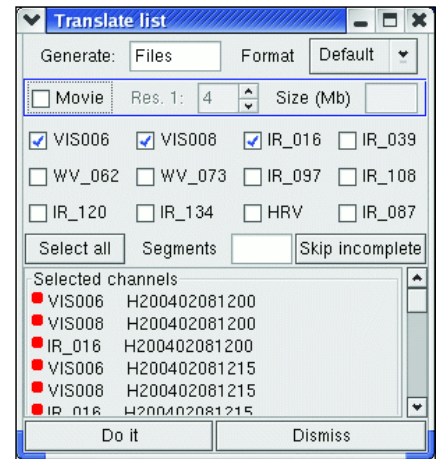 Translate list
Generate: Files Format Default
Movie Res. 1: 4 Size (Mb)
VIS006 VIS008 IR_016 IR_039
WV_062 WV_073 IR_097 IR_108
IR_120 IR_134 HRV IR_087
Select all Segments Skip incomplete
Selected channels
VIS006 H200402081200
VIS008 H200402081200
IR_016 H200402081200
VIS006 H200402081215
VIS008 H200402081215
IR_016 H200402081215
Do it Dismiss